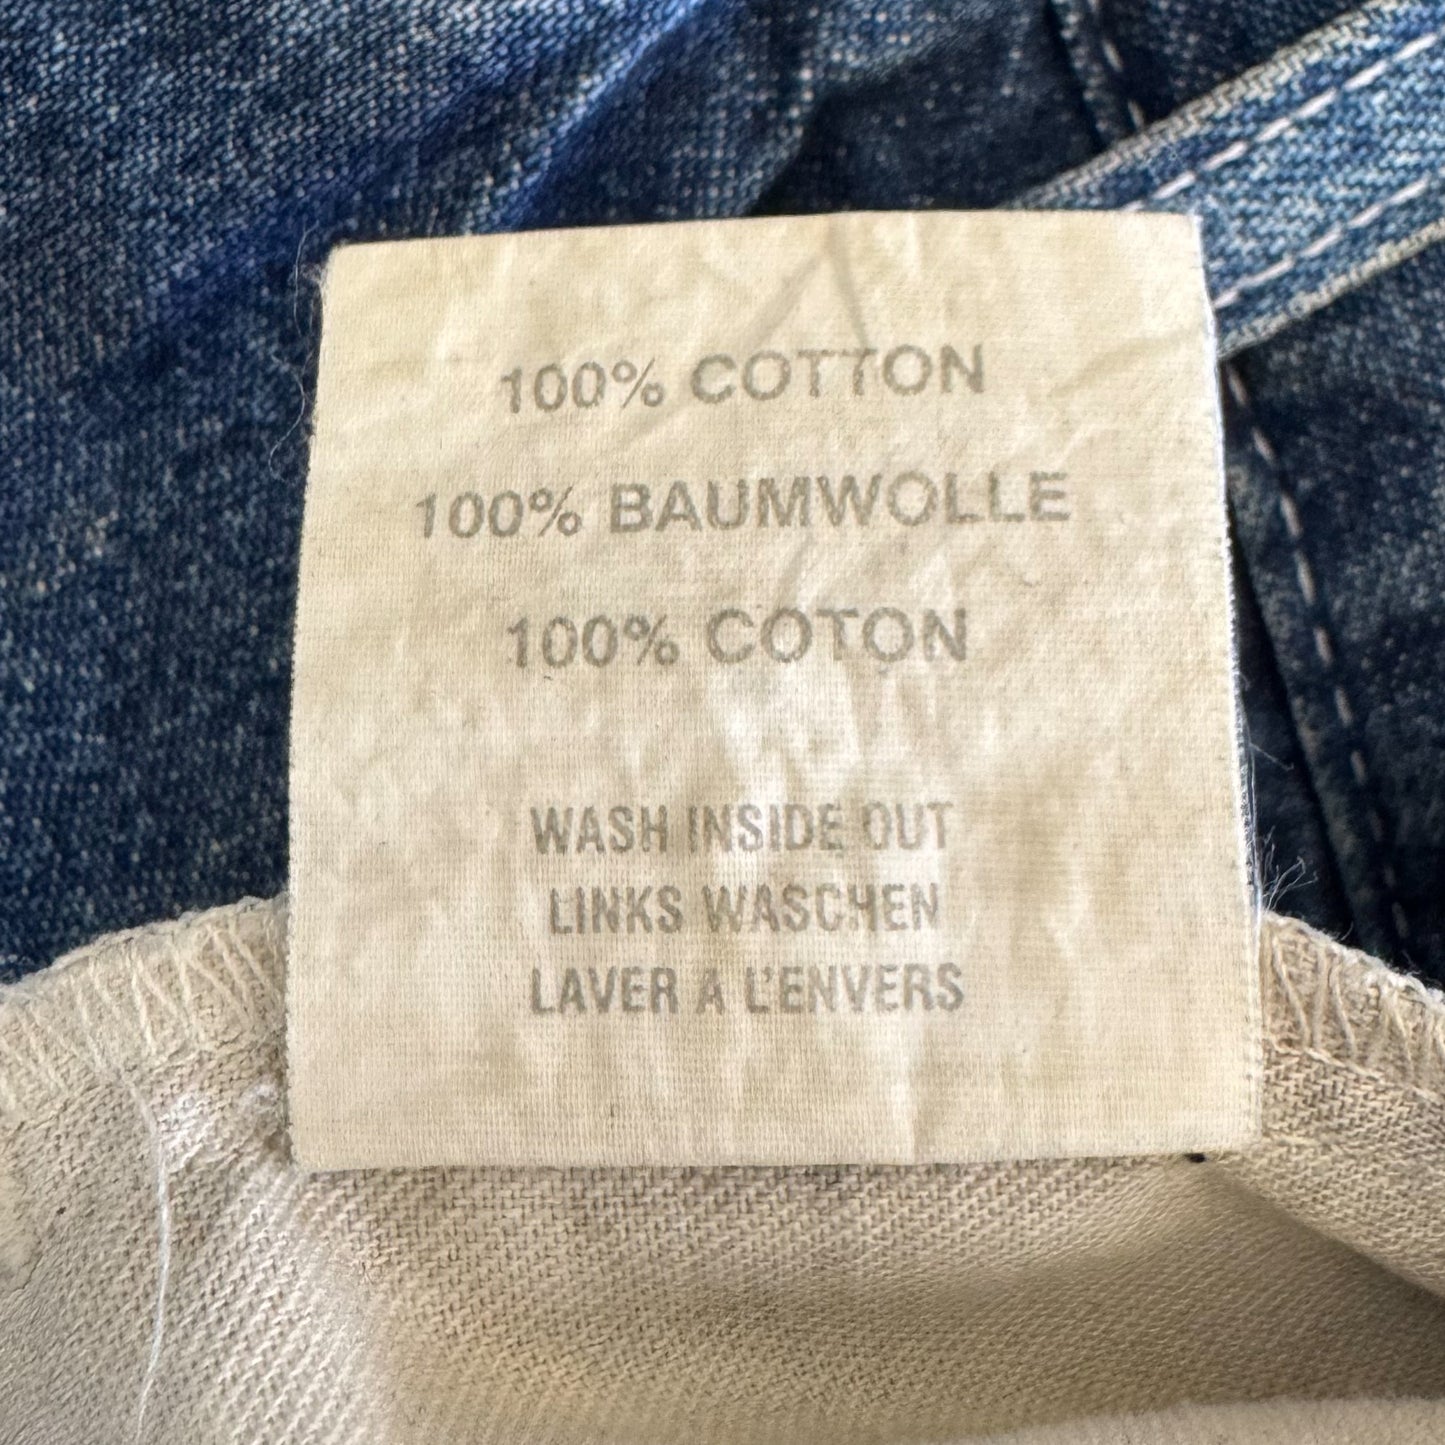 100% COTTON
100% BAUMWOLLE
100% COTON
WASH INSIDE OUT
LINKS WASCHEN
LAVER A L'ENVERS